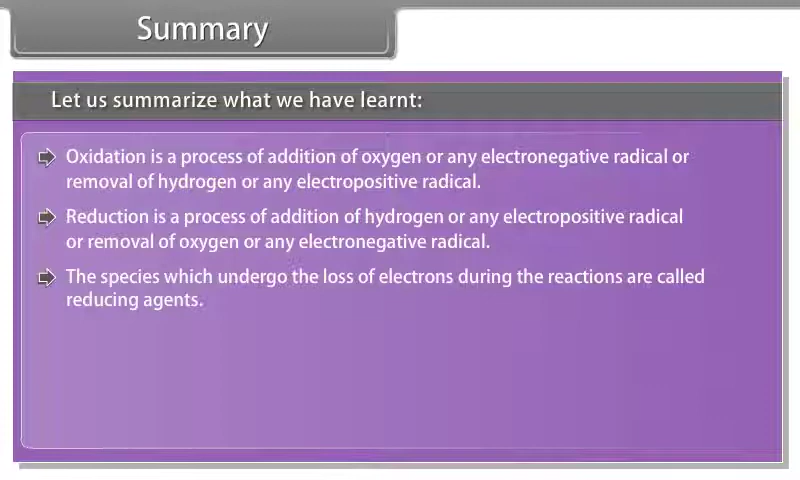 Summary
Let us summarize what we have learnt:
Oxidation is a process of addition of oxygen or any electronegative radical or
removal of hydrogen or any electropositive radical.
Reduction is a process of addition of hydrogen or any electropositive radical
or removal of oxygen or any electronegative radical.
The species which undergo the loss of electrons during the reactions are called
reducing agents.